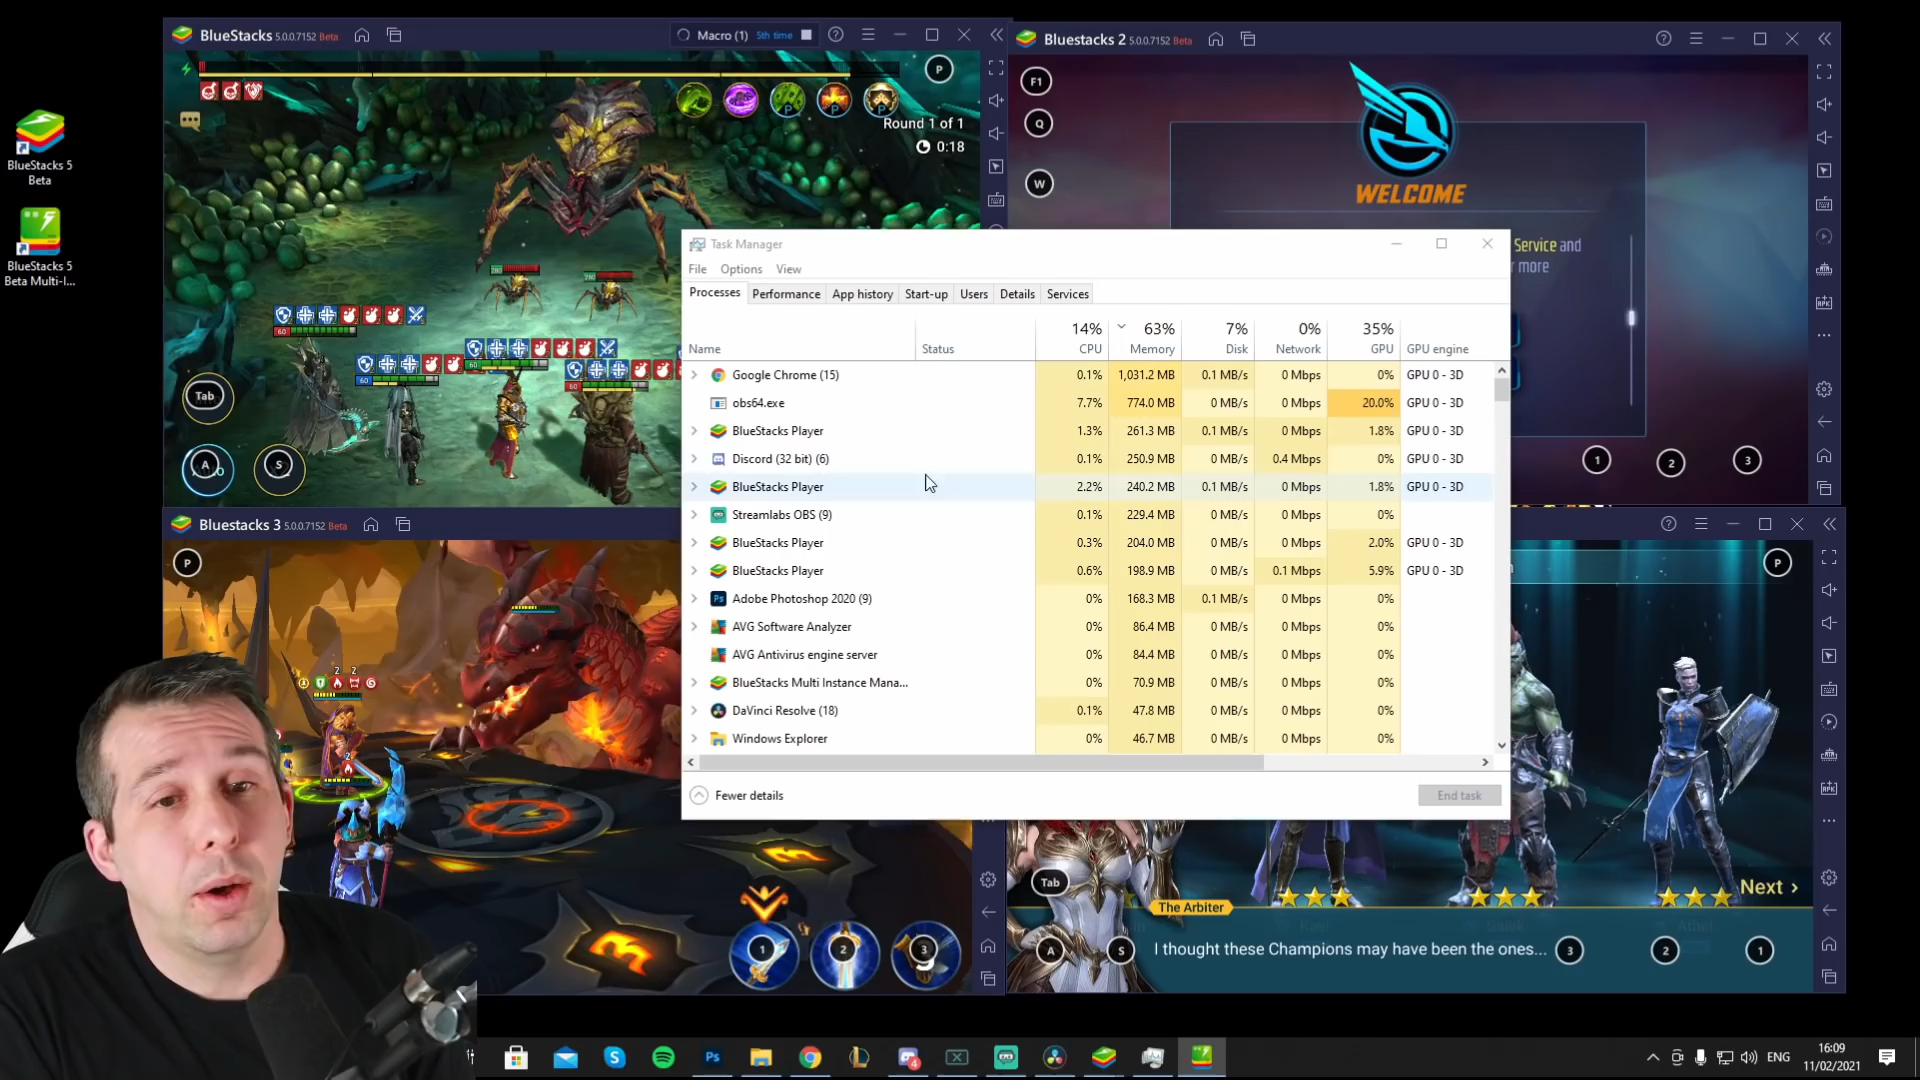 BlueStacks 5.0.0.7152 Beta
Macro (1) 5th time
P
Round 1 of 1
0:18
60
60
60
60
Tab
A
S
BlueStacks 5
Beta
BlueStacks 5
Beta Multi-I...
Bluestacks 2 5.0.0.7152 Beta
F1
Q
W
WELCOME
Service and
r more
1
2
3
Task Manager
File Options View
Processes Performance App history Start-up Users Details Services
14% 63% 7% 0% 35%
Name Status CPU Memory Disk Network GPU GPU engine
Google Chrome (15) 0.1% 1,031.2 MB 0.1 MB/s 0 Mbps 0% GPU 0 - 3D
obs64.exe 7.7% 774.0 MB 0 MB/s 0 Mbps 20.0% GPU 0 - 3D
BlueStacks Player 1.3% 261.3 MB 0.1 MB/s 0 Mbps 1.8% GPU 0 - 3D
Discord (32 bit) (6) 0.1% 250.9 MB 0 MB/s 0.4 Mbps 0% GPU 0 - 3D
BlueStacks Player 2.2% 240.2 MB 0.1 MB/s 0 Mbps 1.8% GPU 0 - 3D
Streamlabs OBS (9) 0.1% 229.4 MB 0 MB/s 0 Mbps 0%
BlueStacks Player 0.3% 204.0 MB 0 MB/s 0 Mbps 2.0% GPU 0 - 3D
BlueStacks Player 0.6% 198.9 MB 0 MB/s 0.1 Mbps 5.9% GPU 0 - 3D
Adobe Photoshop 2020 (9) 0% 168.3 MB 0.1 MB/s 0 Mbps 0%
AVG Software Analyzer 0% 86.4 MB 0 MB/s 0 Mbps 0%
AVG Antivirus engine server 0% 84.4 MB 0 MB/s 0 Mbps 0%
BlueStacks Multi Instance Mana... 0% 70.9 MB 0 MB/s 0 Mbps 0%
DaVinci Resolve (18) 0.1% 47.8 MB 0 MB/s 0 Mbps 0%
Windows Explorer 0% 46.7 MB 0 MB/s 0 Mbps 0%
Fewer details
End task
Bluestacks 3 5.0.0.7152 Beta
P
2 2
2
1
2
3
P
Next >
Tab
The Arbiter
A
S
I thought these Champions may have been the ones...
3
2
1
ENG
16:09
11/02/2021